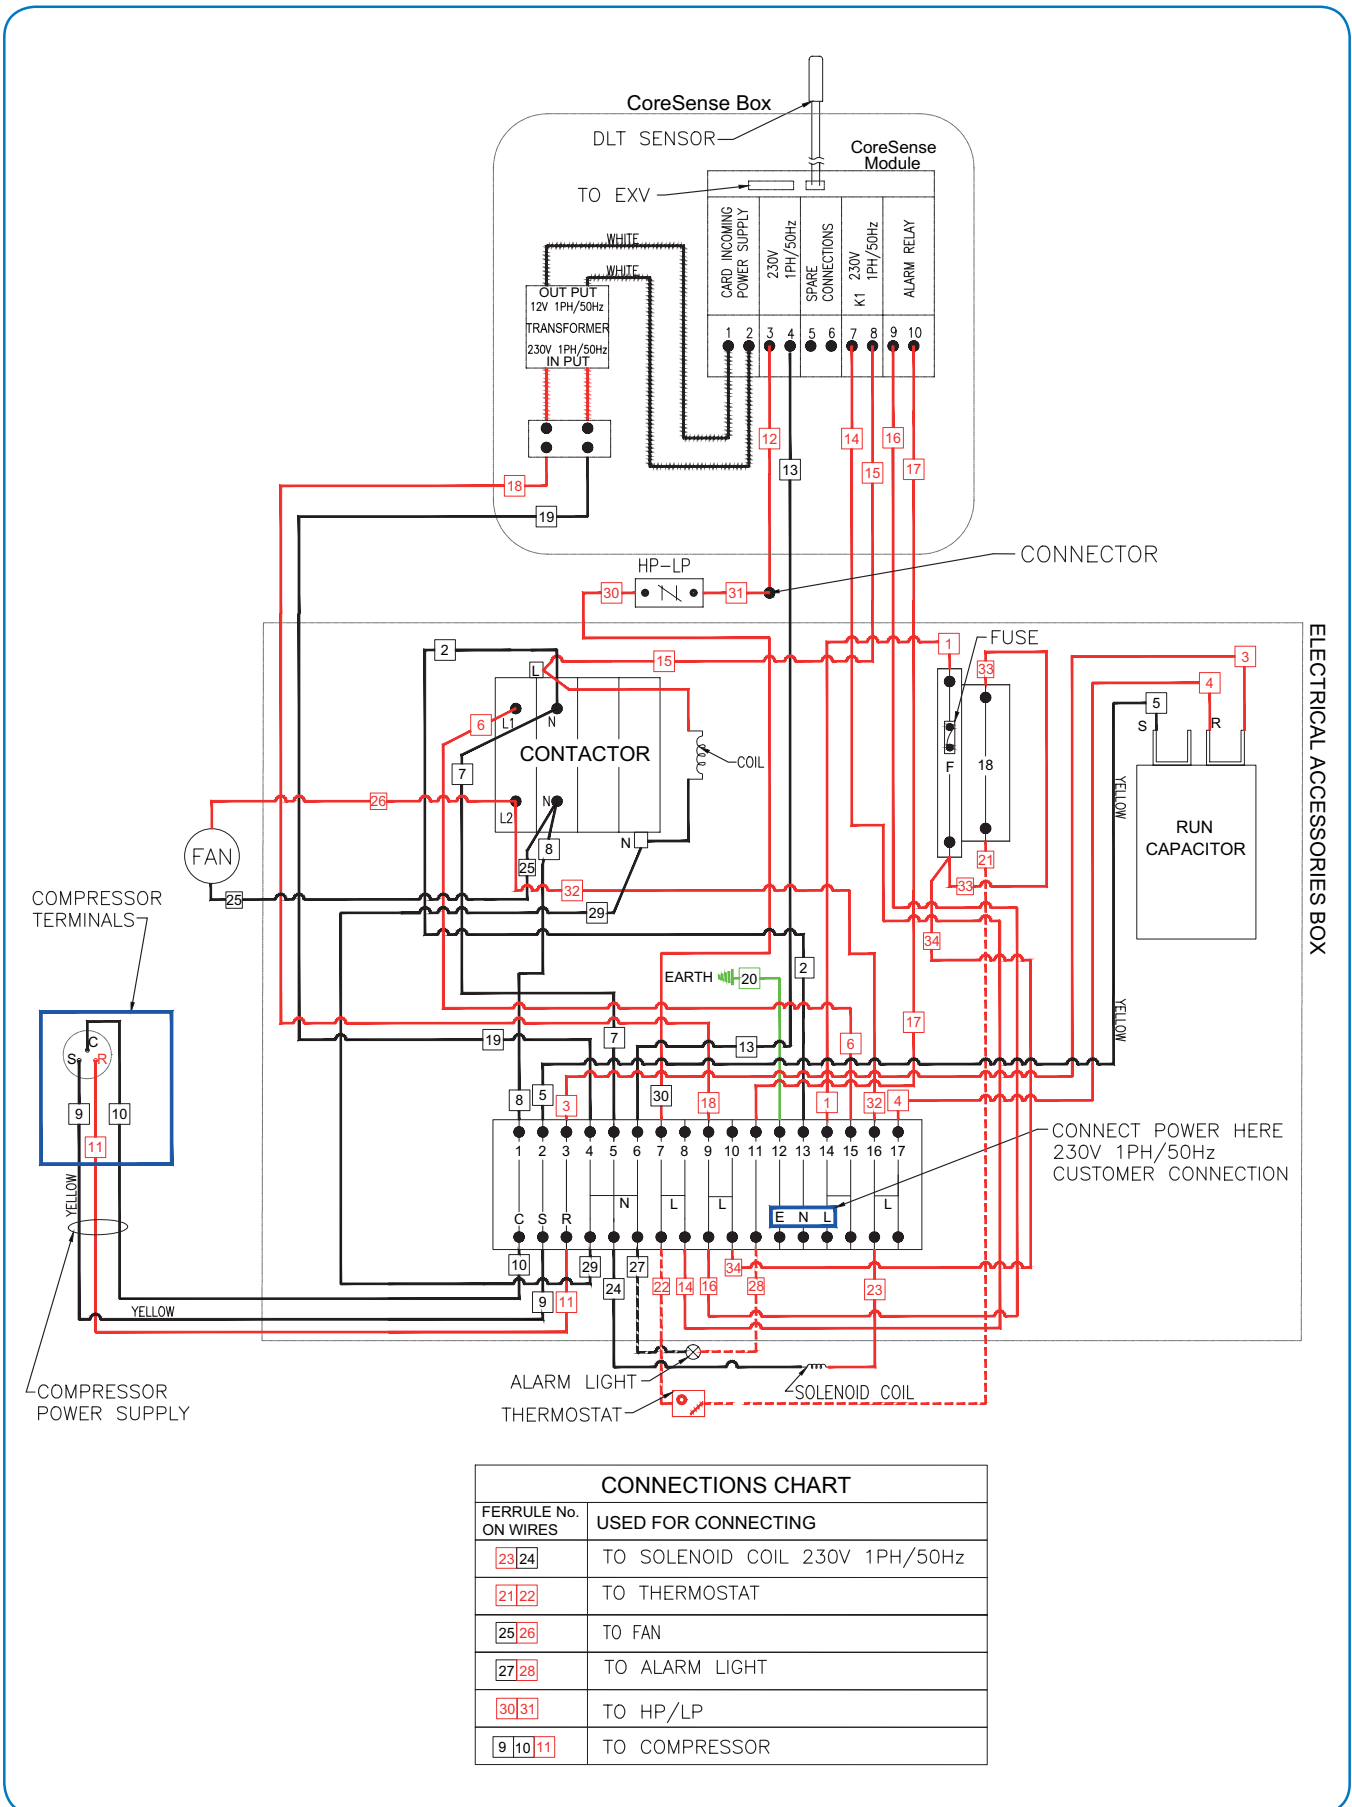 CoreSense Box
DLT SENSOR
CoreSense
Module
TO EXV
CARD INCOMING
POWER SUPPLY
230V
1PH/50Hz
SPARE
CONNECTIONS
K1 230V
1PH/50Hz
ALARM RELAY
1 2 3 4 5 6 7 8 9 10
WHITE
WHITE
OUT PUT
12V 1PH/50Hz
TRANSFORMER
230V 1PH/50Hz
IN PUT
12
14
16
13
15
17
18
19
CONNECTOR
HP-LP
30
31
ELECTRICAL ACCESSORIES BOX
2
L
15
1
FUSE
33
3
4
5
S
R
6
L1
N
CONTACTOR
7
COIL
F
18
YELLOW
26
L2
N
N
8
25
FAN
25
32
29
21
33
34
RUN
CAPACITOR
COMPRESSOR
TERMINALS
EARTH
20
2
17
YELLOW
19
7
13
6
C
S
R
9
10
11
8
5
3
30
18
1
32
4
1 2 3 4 5 6 7 8 9 10 11 12 13 14 15 16 17
N
L
L
L
C S R
E N L
CONNECT POWER HERE
230V 1PH/50Hz
CUSTOMER CONNECTION
YELLOW
10
29
27
34
9
11
24
22
14
16
28
23
YELLOW
COMPRESSOR
POWER SUPPLY
ALARM LIGHT
THERMOSTAT
SOLENOID COIL
CONNECTIONS CHART
FERRULE No.
ON WIRES
USED FOR CONNECTING
23 24 TO SOLENOID COIL 230V 1PH/50Hz
21 22 TO THERMOSTAT
25 26 TO FAN
27 28 TO ALARM LIGHT
30 31 TO HP/LP
9 10 11 TO COMPRESSOR